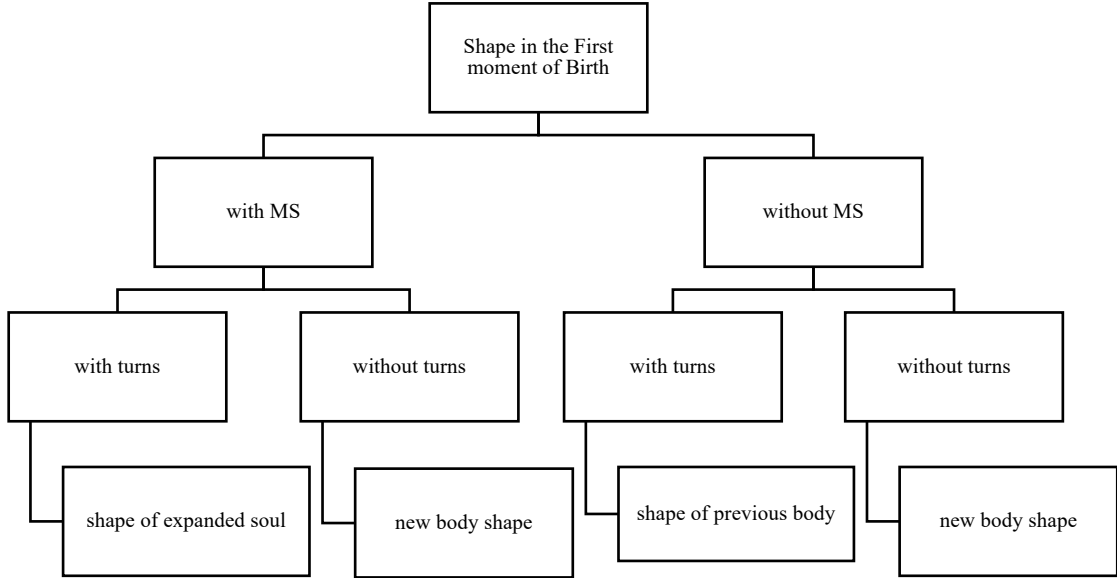 Shape in the First
moment of Birth
with MS
without MS
with turns
without turns
with turns
without turns
shape of expanded soul
new body shape
shape of previous body
new body shape